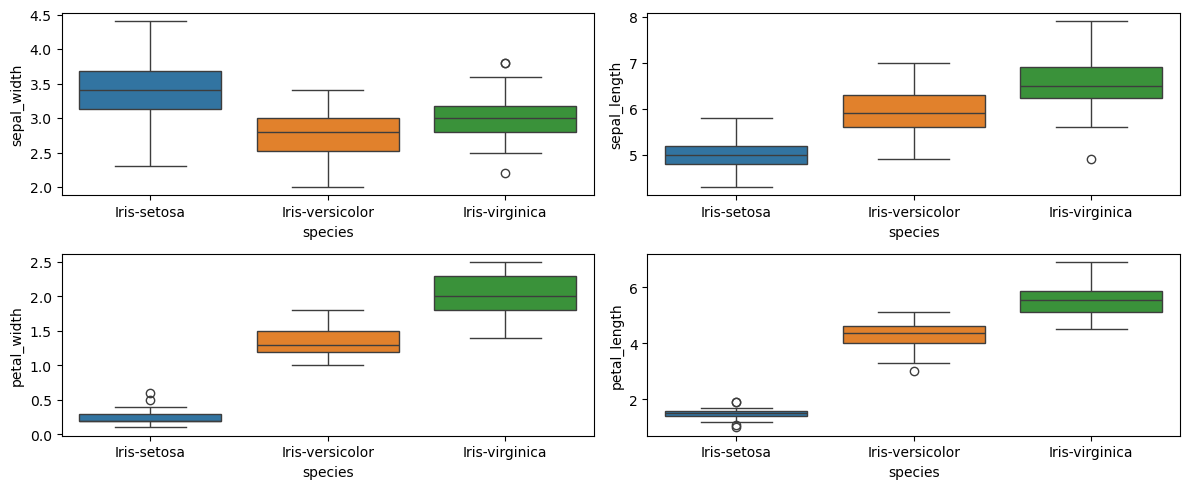 4.5
4.0
3.5
3.0
2.5
2.0
sepal_width
Iris-setosa Iris-versicolor Iris-virginica
species
8
7
6
5
sepal_length
Iris-setosa Iris-versicolor Iris-virginica
species
2.5
2.0
1.5
1.0
0.5
0.0
petal_width
Iris-setosa Iris-versicolor Iris-virginica
species
6
4
2
petal_length
Iris-setosa Iris-versicolor Iris-virginica
species